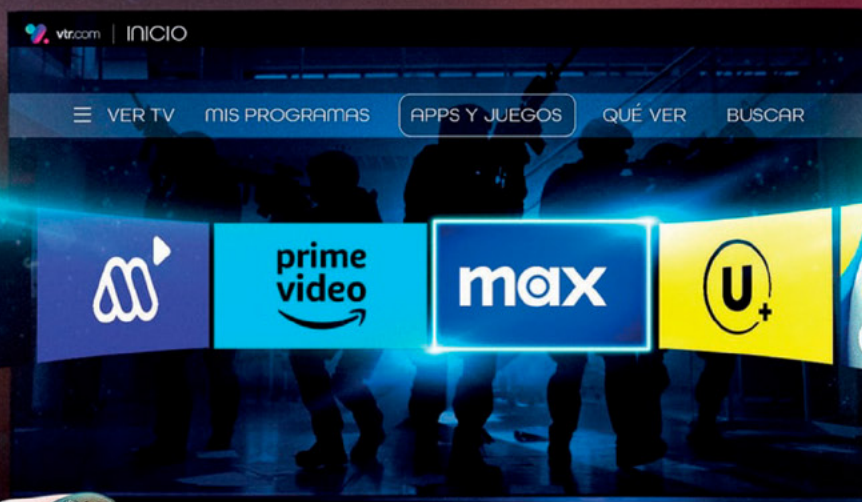 vtr.com | INICIO
VER TV MIS PROGRAMAS APPS Y JUEGOS QUÉ VER BUSCAR
prime video
max
U+